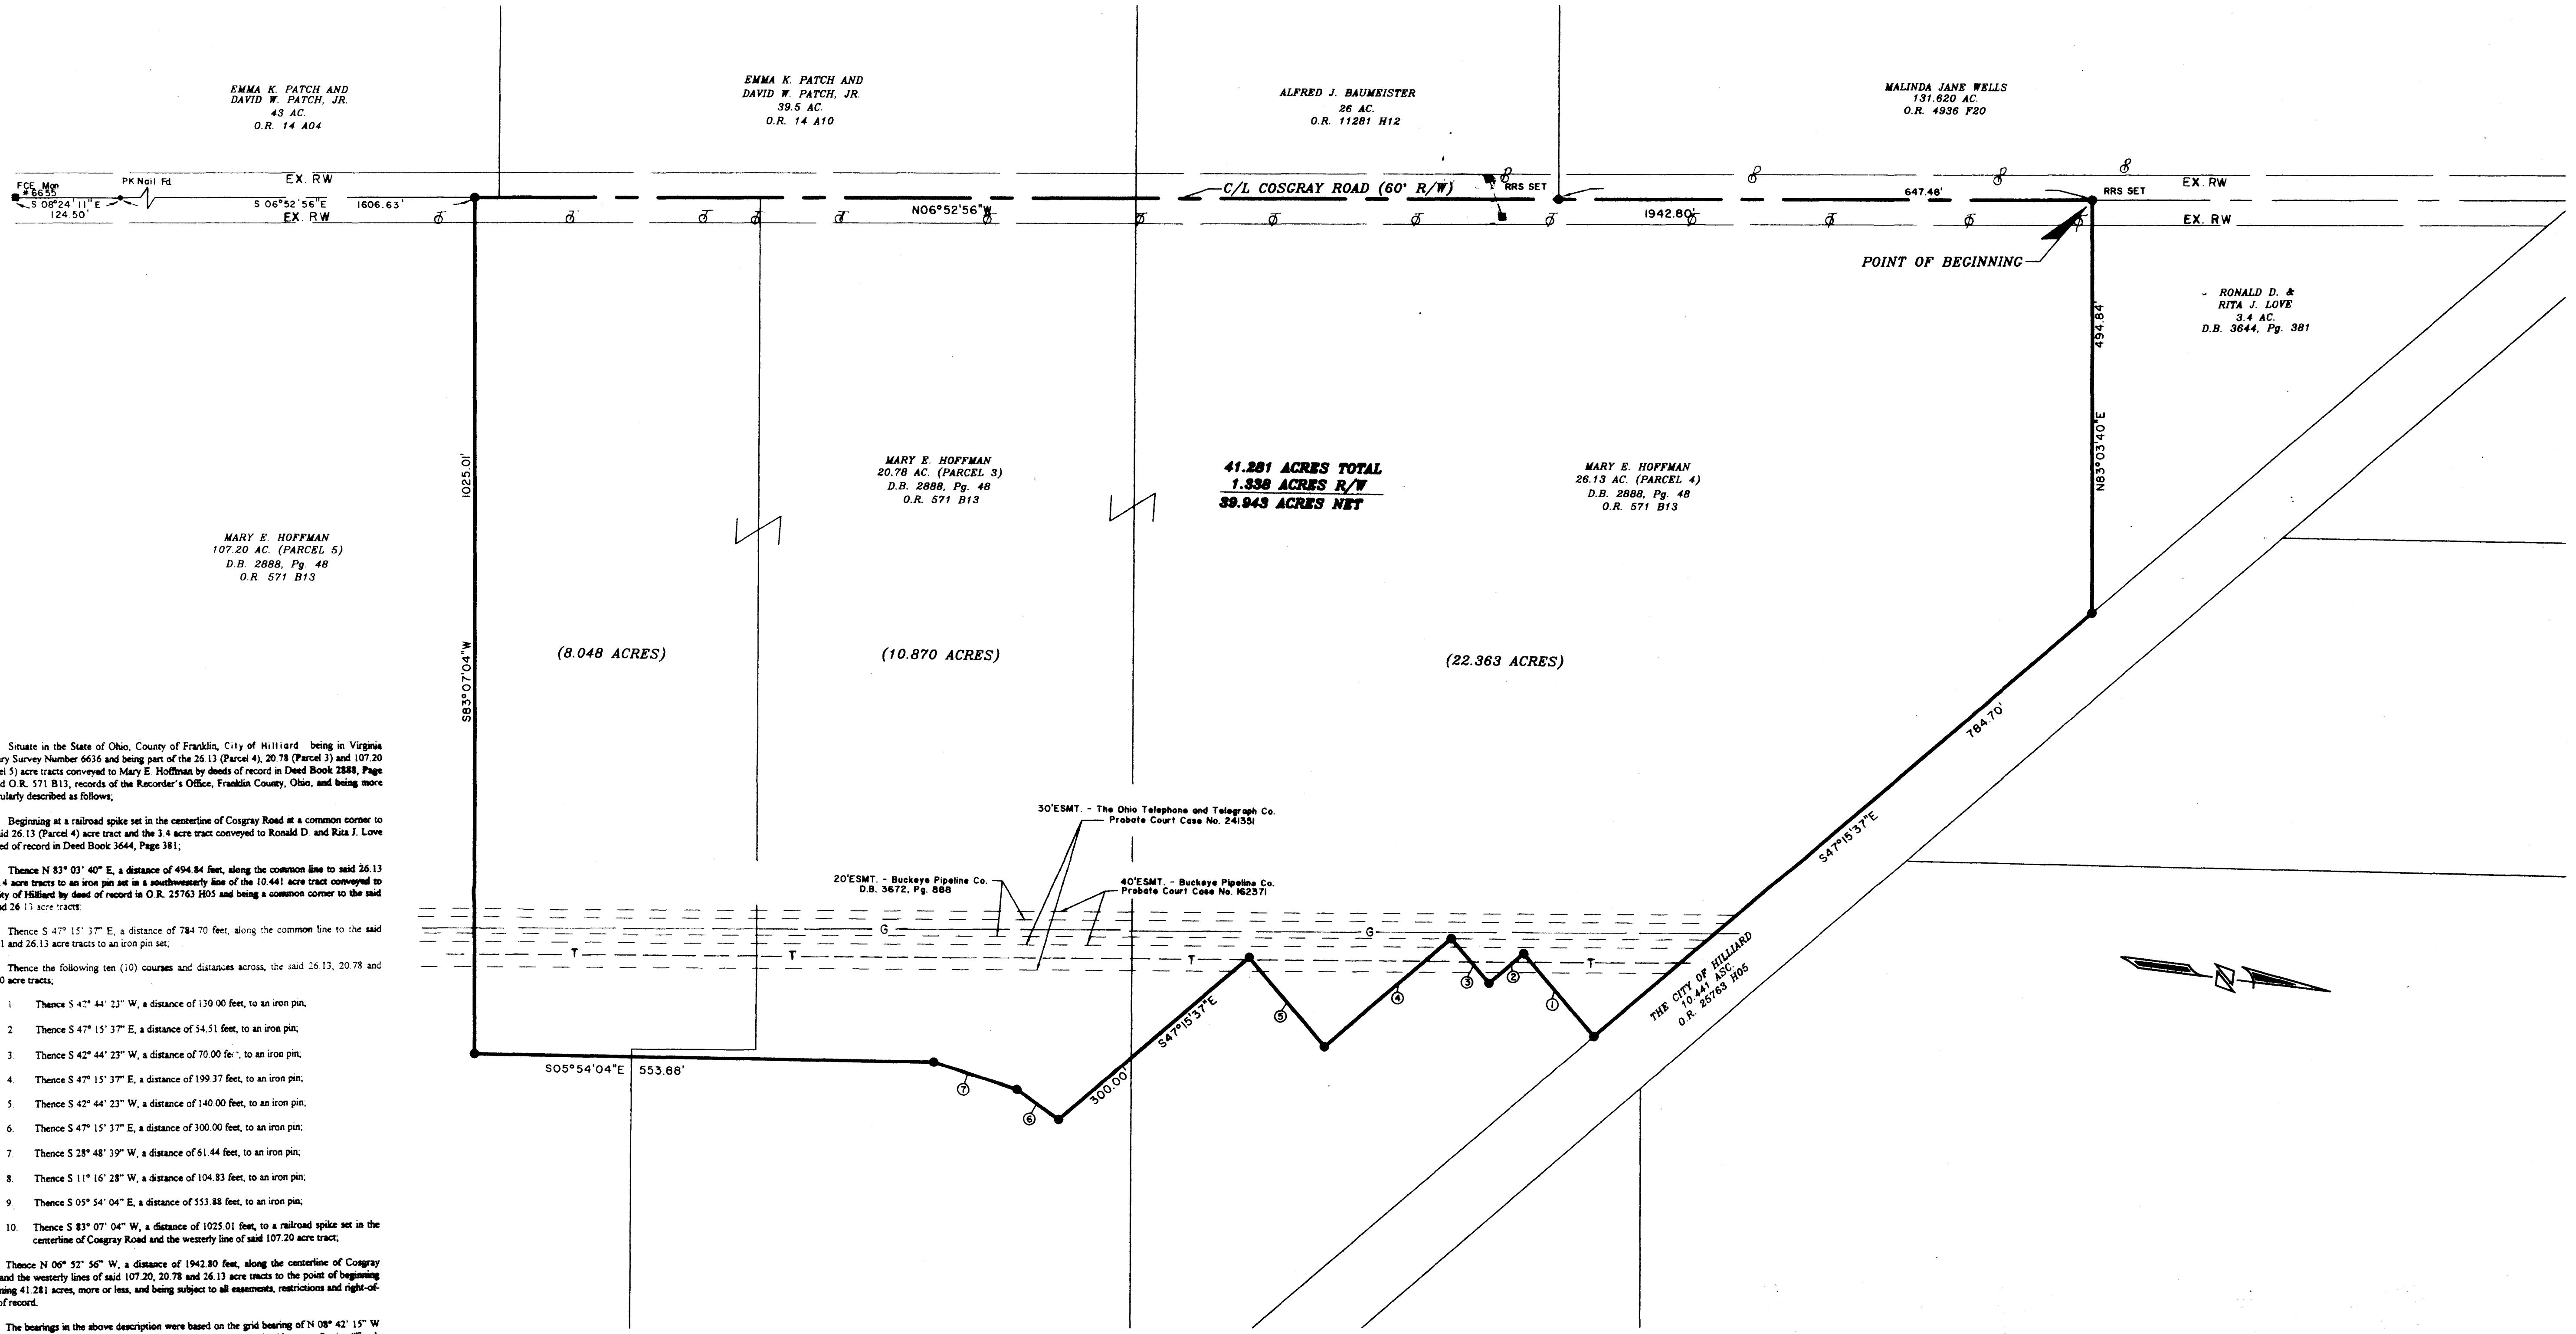 EMMA K. PATCH AND
DAVID W. PATCH, JR.
43 AC.
O.R. 14 A04
EMMA K. PATCH AND
DAVID W. PATCH, JR.
39.5 AC.
O.R. 14 A10
ALFRED J. BAUMEISTER
26 AC.
O.R. 11281 H12
MALINDA JANE WELLS
131.620 AC.
O.R. 4936 F20
FCE Mon
# 6655
PK Nail Fd
EX. RW
S 08°24'11"E
124.50'
S 06°52'56"E
1606.63'
EX. RW
C/L COSGRAY ROAD (60' R/W)
RRS SET
N06°52'56"W
1942.80'
647.48'
RRS SET
EX. RW
EX. RW
POINT OF BEGINNING
RONALD D. &
RITA J. LOVE
3.4 AC.
D.B. 3644, Pg. 381
494.84'
N83°03'40"E
1025.01'
S83°07'04"W
MARY E. HOFFMAN
107.20 AC. (PARCEL 5)
D.B. 2888, Pg. 48
O.R. 571 B13
MARY E. HOFFMAN
20.78 AC. (PARCEL 3)
D.B. 2888, Pg. 48
O.R. 571 B13
41.281 ACRES TOTAL
1.338 ACRES R/W
39.943 ACRES NET
MARY E. HOFFMAN
26.13 AC. (PARCEL 4)
D.B. 2888, Pg. 48
O.R. 571 B13
(8.048 ACRES)
(10.870 ACRES)
(22.363 ACRES)
784.70'
S47°15'37"E
30'ESMT. - The Ohio Telephone and Telegraph Co.
Probate Court Case No. 241351
20'ESMT. - Buckeye Pipeline Co.
D.B. 3672, Pg. 888
40'ESMT. - Buckeye Pipeline Co.
Probate Court Case No. 162371
G
G
T
T
T
T
THE CITY OF HILLIARD
10.441 ASC.
O.R. 25763 H05
1
2
3
4
5
S47°15'37"E
300.00'
6
7
S05°54'04"E
553.88'
N
Situate in the State of Ohio, County of Franklin, City of Hilliard being in Virginia
ry Survey Number 6636 and being part of the 26.13 (Parcel 4), 20.78 (Parcel 3) and 107.20
el 5) acre tracts conveyed to Mary E. Hoffman by deeds of record in Deed Book 2888, Page
d O.R. 571 B13, records of the Recorder's Office, Franklin County, Ohio, and being more
ularly described as follows;
Beginning at a railroad spike set in the centerline of Cosgray Road at a common corner to
id 26.13 (Parcel 4) acre tract and the 3.4 acre tract conveyed to Ronald D. and Rita J. Love
ed of record in Deed Book 3644, Page 381;
Thence N 83° 03' 40" E, a distance of 494.84 feet, along the common line to said 26.13
4 acre tracts to an iron pin set in a southwesterly line of the 10.441 acre tract conveyed to
ity of Hilliard by deed of record in O.R. 25763 H05 and being a common corner to the said
d 26.13 acre tracts;
Thence S 47° 15' 37" E, a distance of 784.70 feet, along the common line to the said
1 and 26.13 acre tracts to an iron pin set;
Thence the following ten (10) courses and distances across, the said 26.13, 20.78 and
0 acre tracts;
1 Thence S 42° 44' 23" W, a distance of 130.00 feet, to an iron pin;
2 Thence S 47° 15' 37" E, a distance of 54.51 feet, to an iron pin;
3. Thence S 42° 44' 23" W, a distance of 70.00 feet, to an iron pin;
4. Thence S 47° 15' 37" E, a distance of 199.37 feet, to an iron pin;
5. Thence S 42° 44' 23" W, a distance of 140.00 feet, to an iron pin;
6. Thence S 47° 15' 37" E, a distance of 300.00 feet, to an iron pin;
7. Thence S 28° 48' 39" W, a distance of 61.44 feet, to an iron pin;
8. Thence S 11° 16' 28" W, a distance of 104.83 feet, to an iron pin;
9. Thence S 05° 54' 04" E, a distance of 553.88 feet, to an iron pin;
10. Thence S 83° 07' 04" W, a distance of 1025.01 feet, to a railroad spike set in the
centerline of Cosgray Road and the westerly line of said 107.20 acre tract;
Thence N 06° 52' 56" W, a distance of 1942.80 feet, along the centerline of Cosgray
and the westerly lines of said 107.20, 20.78 and 26.13 acre tracts to the point of beginning
ning 41.281 acres, more or less, and being subject to all easements, restrictions and right-of-
of record.
The bearings in the above description were based on the grid bearing of N 08° 42' 15" W